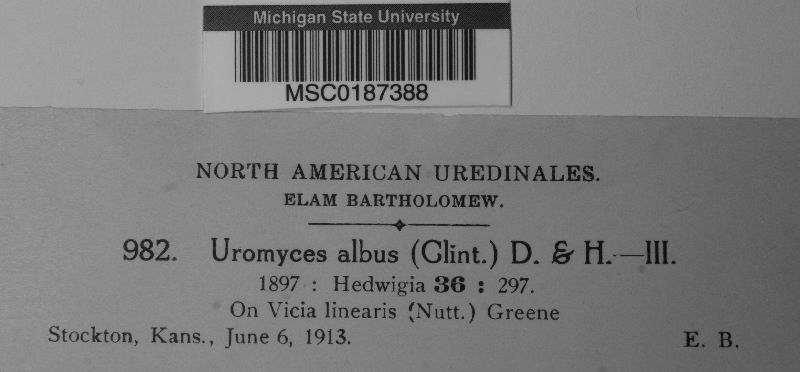 Michigan State University
MSC0187388
NORTH AMERICAN UREDINALES.
ELAM BARTHOLOMEW.
982. Uromyces albus (Clint.) D. & H.—III.
1897 : Hedwigia 36 : 297.
On Vicia linearis (Nutt.) Greene
Stockton, Kans., June 6, 1913. E. B.